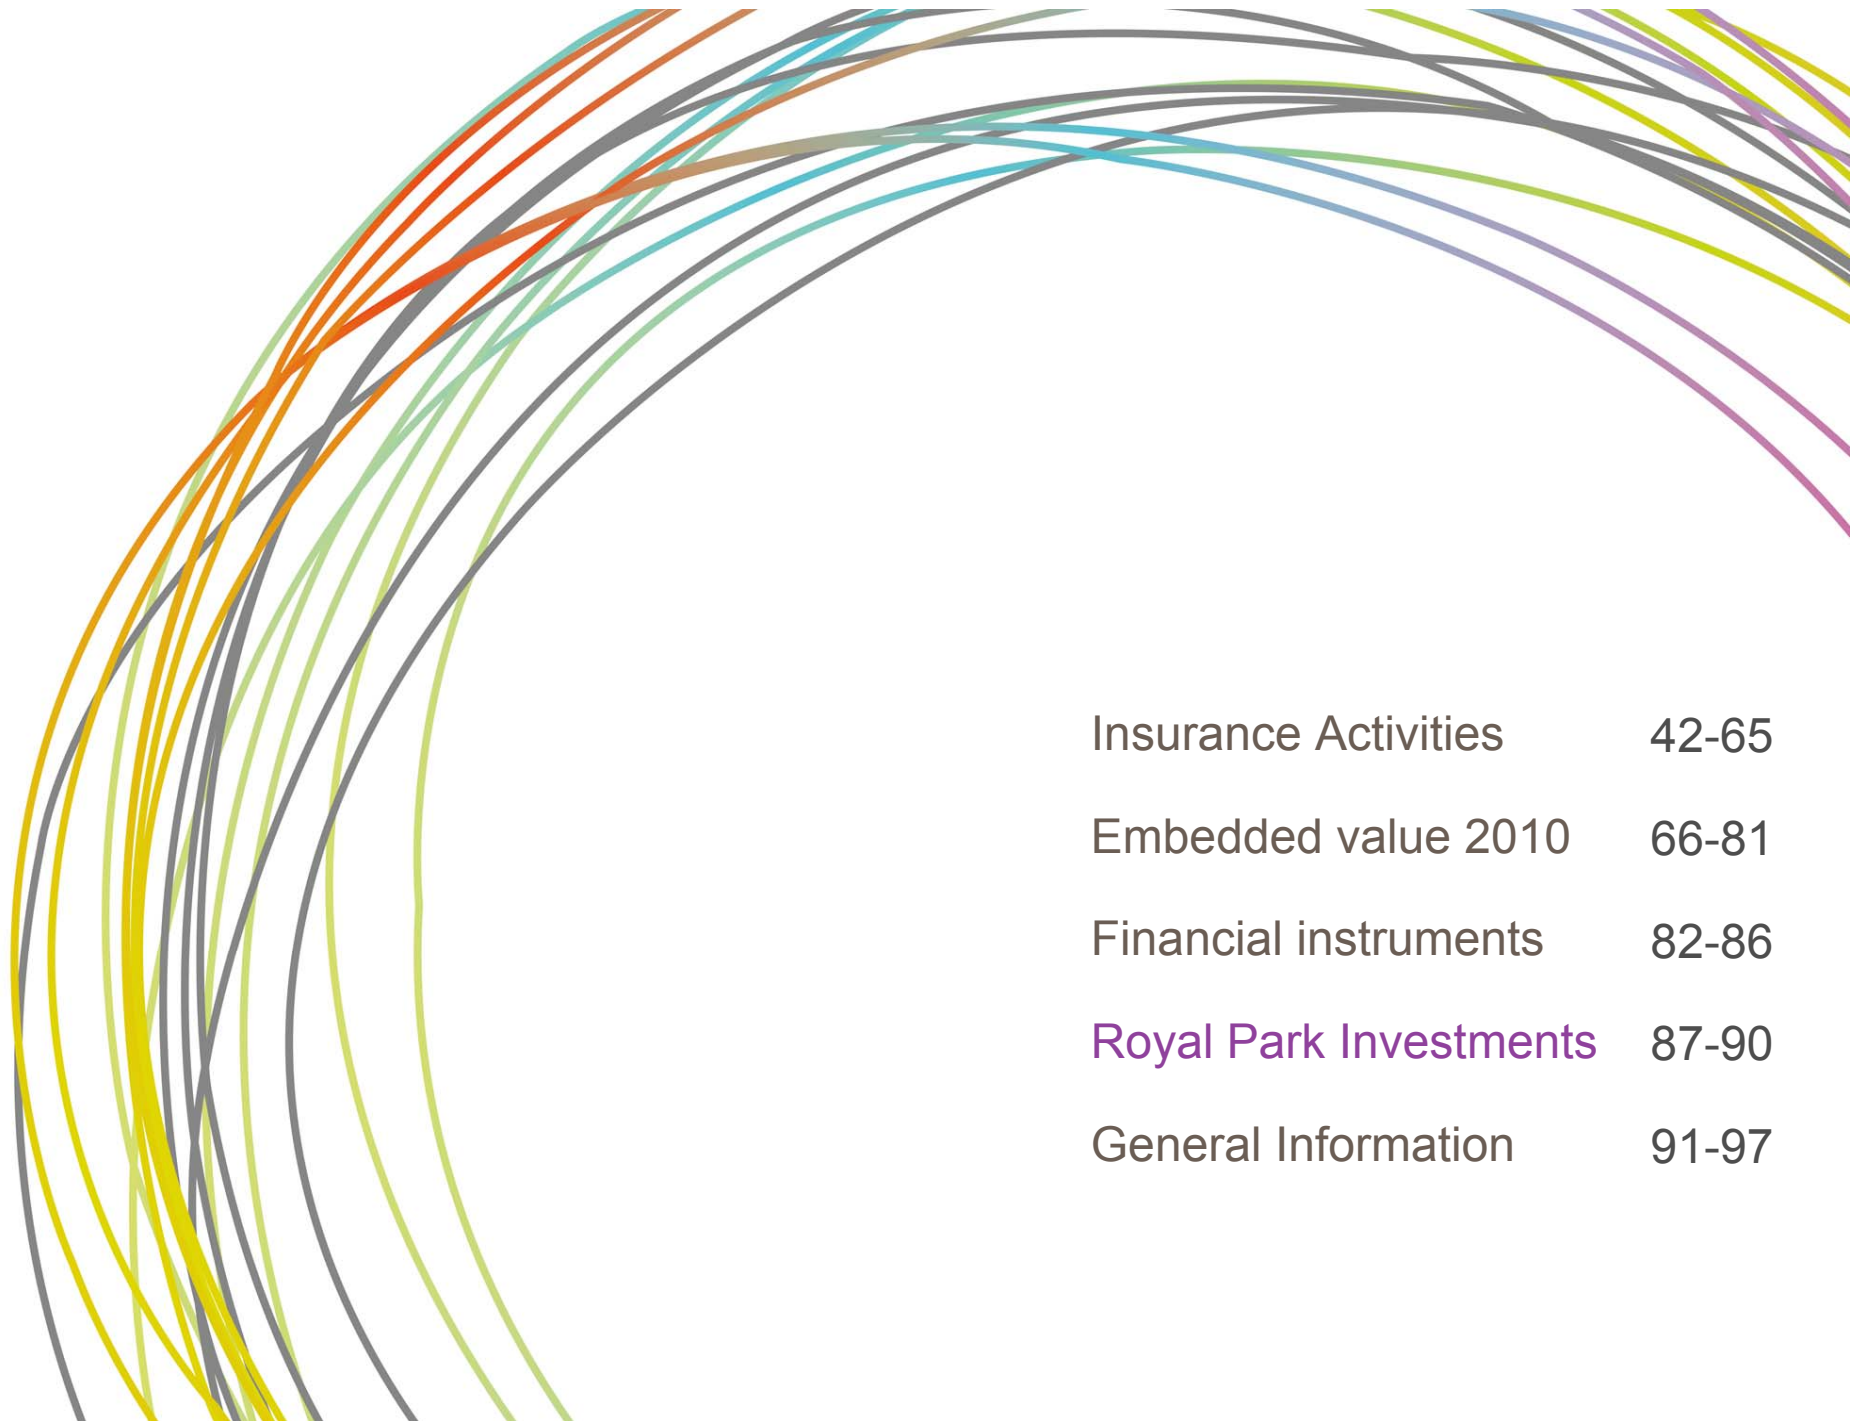 Insurance Activities 42-65
Embedded value 2010 66-81
Financial instruments 82-86
Royal Park Investments 87-90
General Information 91-97